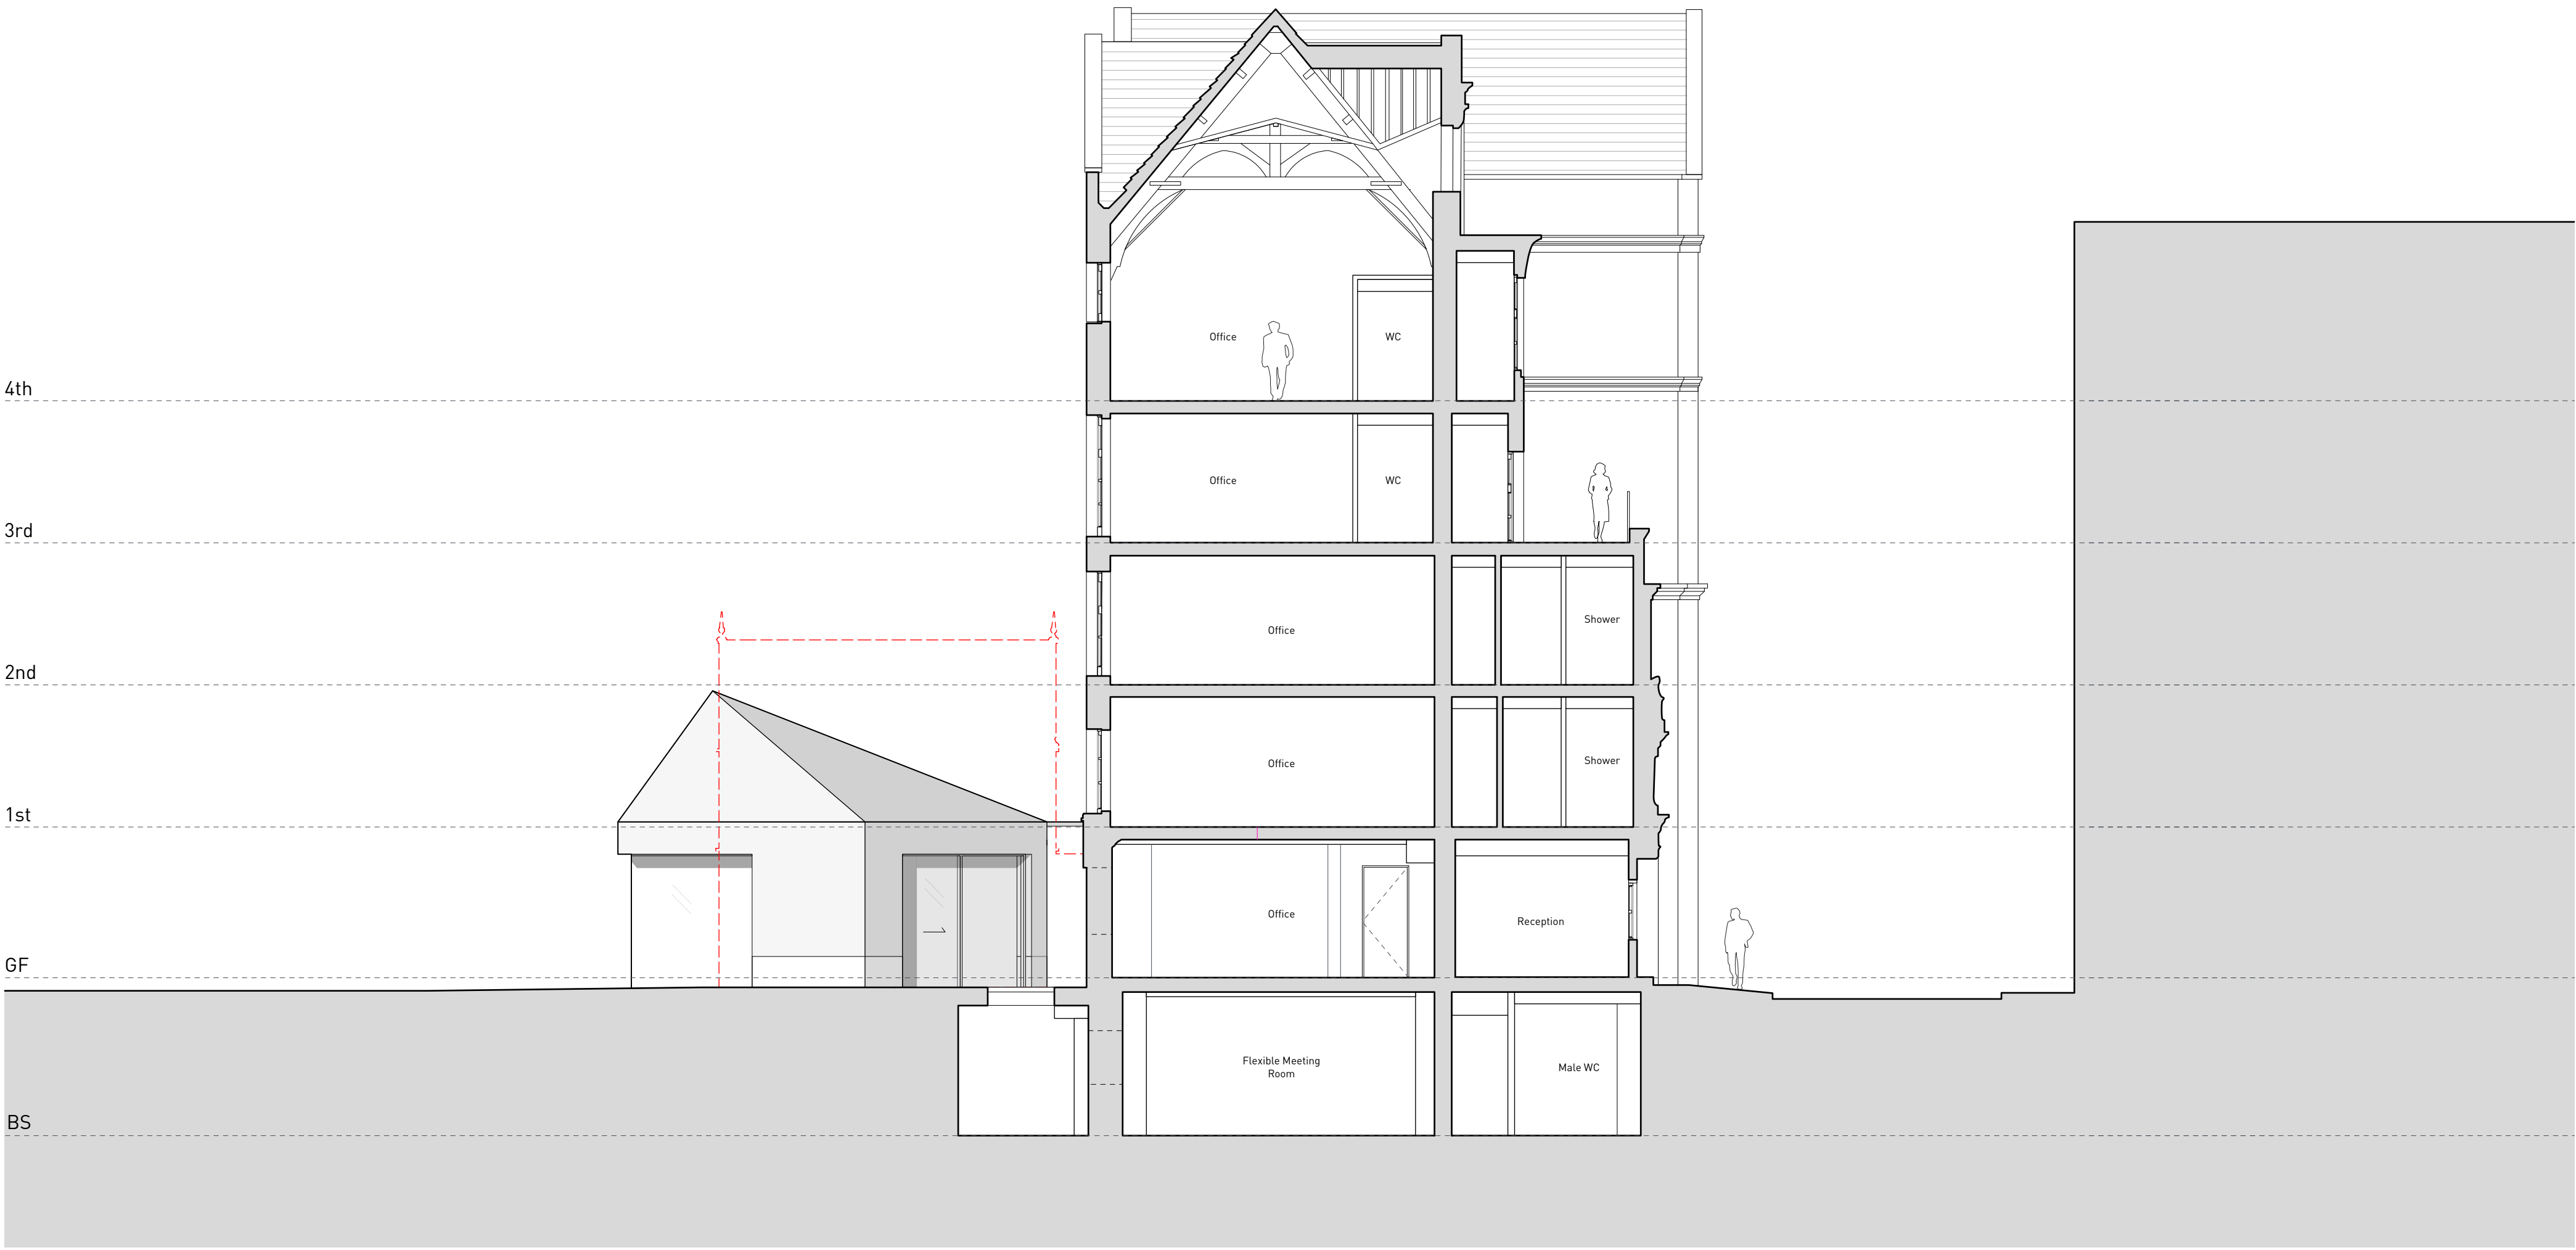 Office
WC
4th
Office
WC
3rd
Office
Shower
2nd
Office
Shower
1st
Office
Reception
GF
Flexible Meeting
Room
Male WC
BS